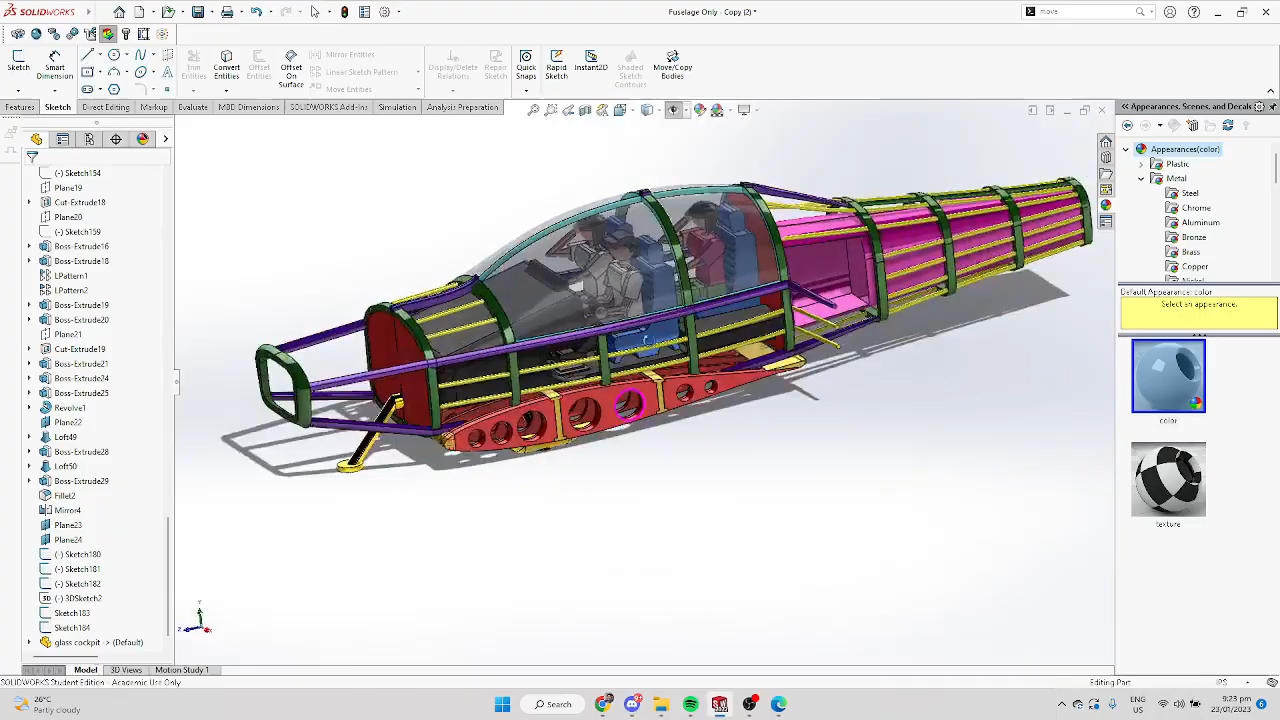 SOLIDWORKS
Fuselage Only - Copy (2) *
move
Sketch
Smart Dimension
Trim Entities
Convert Entities
Offset Entities
Offset On Surface
Mirror Entities
Linear Sketch Pattern
Move Entities
Display/Delete Relations
Repair Sketch
Quick Snaps
Rapid Sketch
Instant2D
Shaded Sketch Contours
Move/Copy Bodies
Features
Sketch
Direct Editing
Markup
Evaluate
MBD Dimensions
SOLIDWORKS Add-Ins
Simulation
Analysis Preparation
Appearances, Scenes, and Decals
(-) Sketch154
Plane19
Cut-Extrude18
Plane20
(-) Sketch159
Boss-Extrude16
Boss-Extrude18
LPattern1
LPattern2
Boss-Extrude19
Boss-Extrude20
Plane21
Cut-Extrude19
Boss-Extrude21
Boss-Extrude24
Boss-Extrude25
Revolve1
Plane22
Loft49
Boss-Extrude28
Loft50
Boss-Extrude29
Fillet2
Mirror4
Plane23
Plane24
(-) Sketch180
(-) Sketch181
(-) Sketch182
3D (-) 3DSketch2
Sketch183
Sketch184
glass cockpit -> (Default)
Appearances(color)
Plastic
Metal
Steel
Chrome
Aluminum
Bronze
Brass
Copper
Nickel
Default Appearance: color
Select an appearance.
color
texture
Y
Z
X
Model
3D Views
Motion Study 1
SOLIDWORKS Student Edition - Academic Use Only
Editing Part
IPS
26°C
Partly cloudy
Search
ENG
US
9:23 pm
23/01/2023